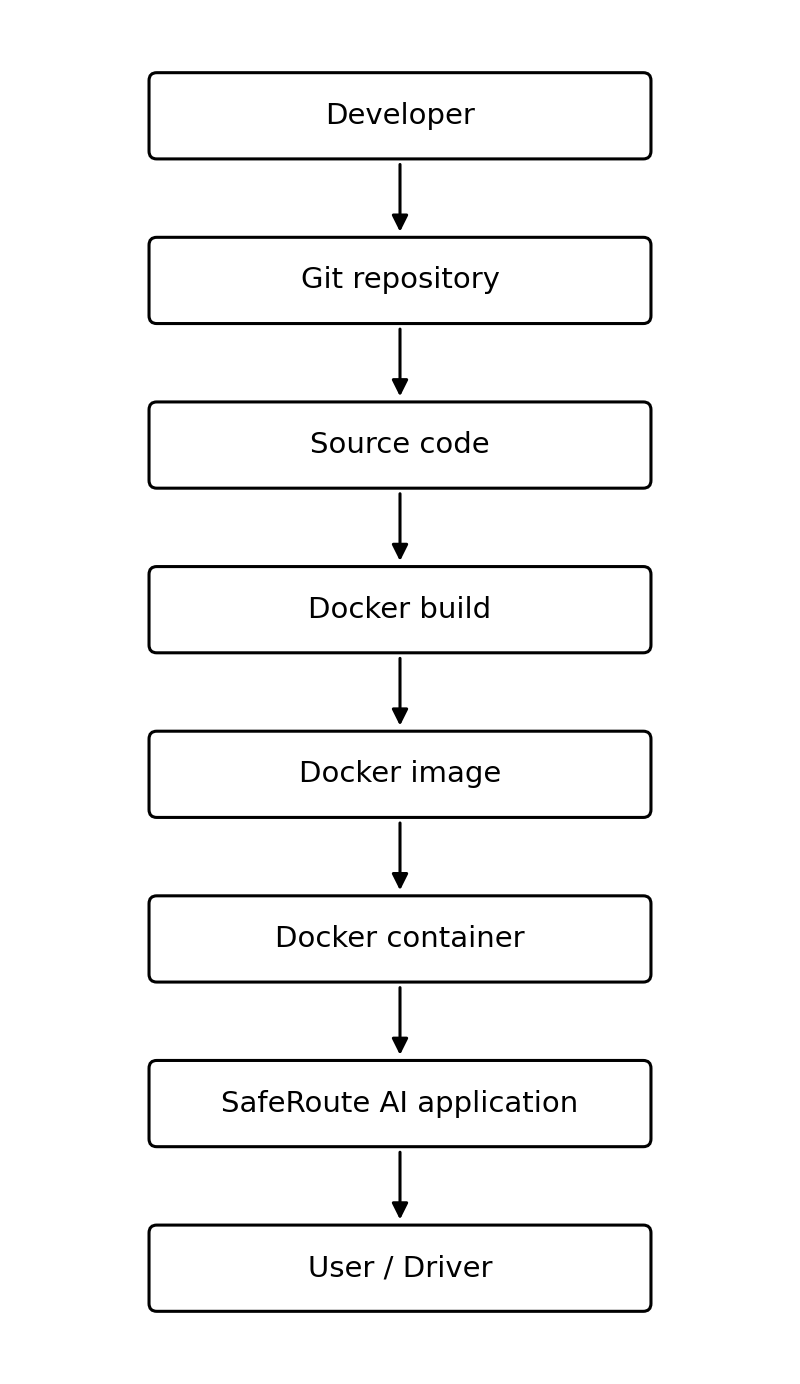 Developer
Git repository
Source code
Docker build
Docker image
Docker container
SafeRoute AI application
User / Driver